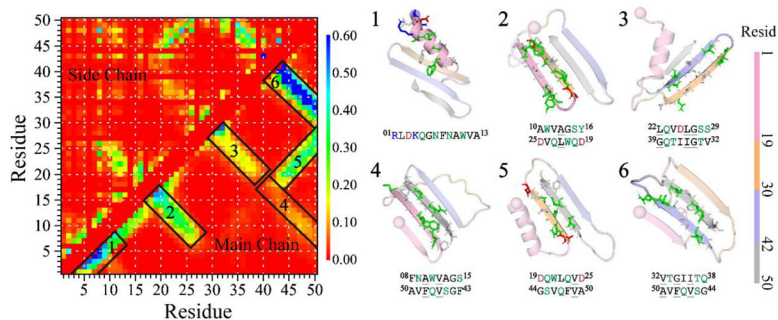 50
45
40
35
30
25
20
15
10
5
Residue
5 10 15 20 25 30 35 40 45 50
Residue
Side Chain
Main Chain
1
2
3
4
5
6
0.60
0.50
0.40
0.30
0.20
0.10
0.00
1
01RLDKQGNFNAWVA13
2
10AWVAGSY16
25DVQLWQD19
3
22LQVDLGSS29
39GQTIIGTV32
4
08FNAWVAGS15
50AVFQVSGF43
5
19DQWLQVD25
44GSVQFVA50
6
32VTGIITQ38
50AVFQVSG44
Resid
1
19
30
42
50